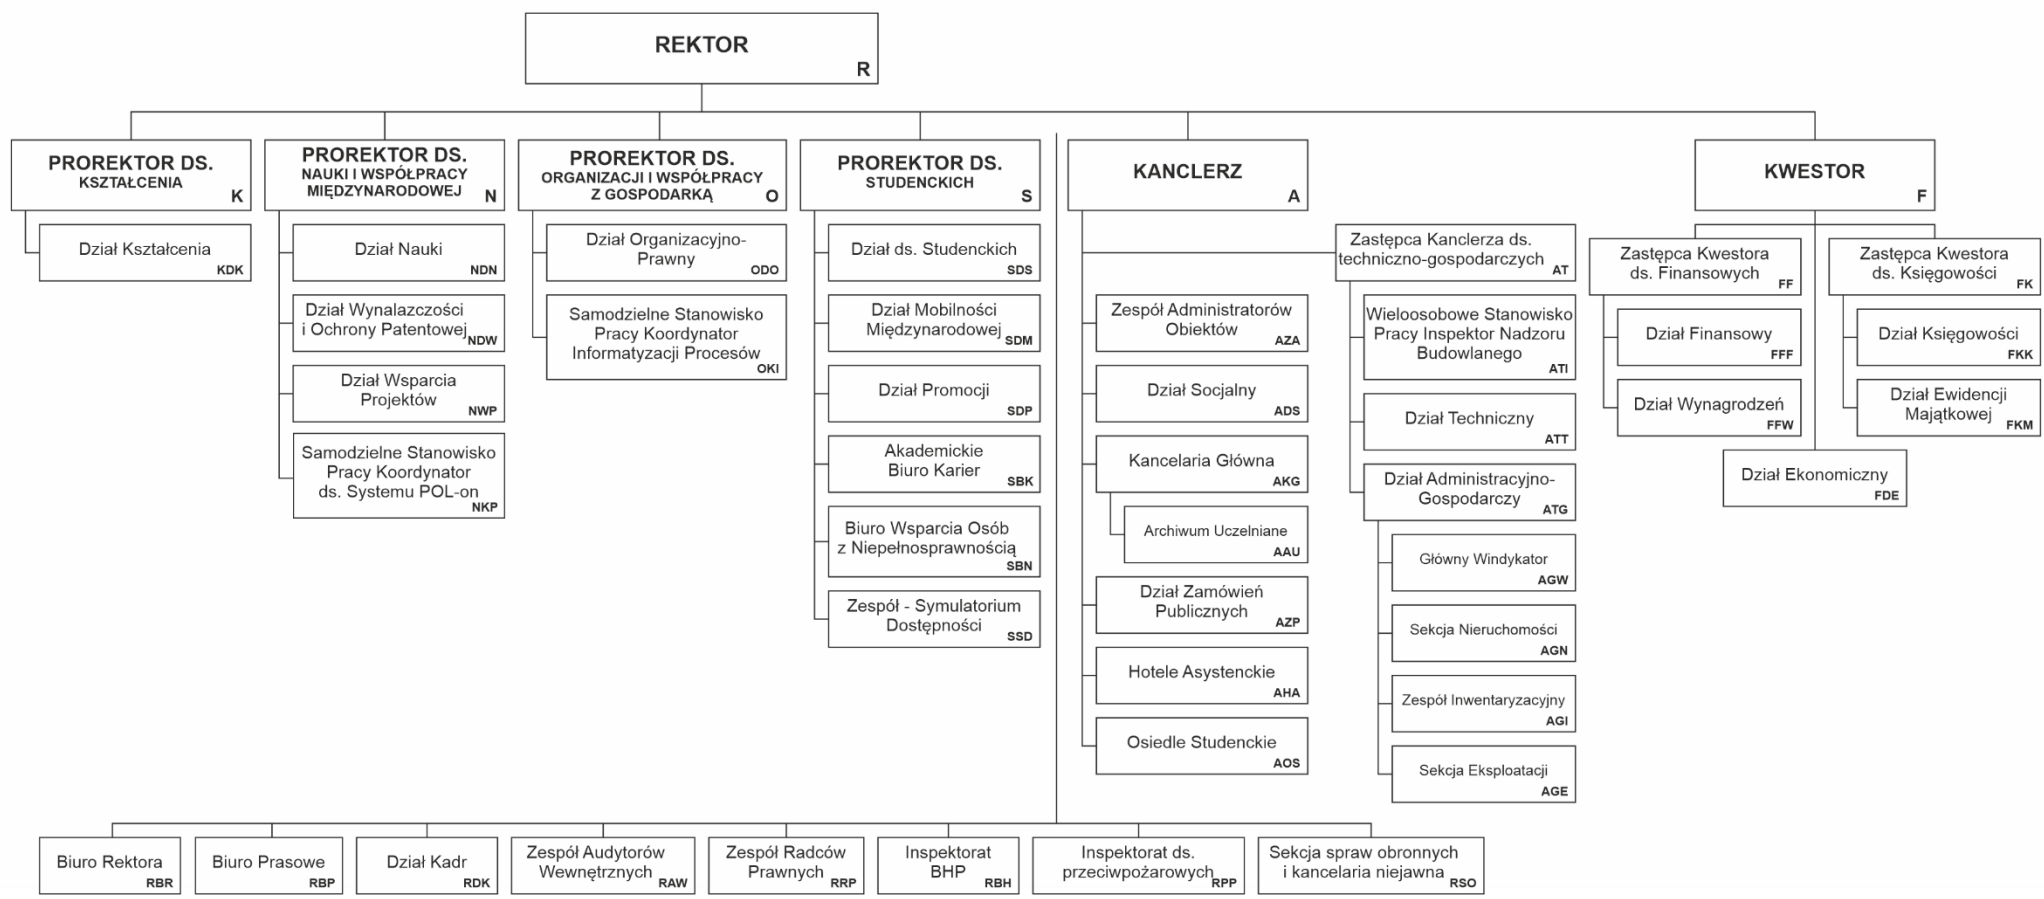 REKTOR
R
PROREKTOR DS.
KSZTAŁCENIA
K
Dział Kształcenia
KDK
PROREKTOR DS.
NAUKI I WSPÓŁPRACY
MIĘDZYNARODOWEJ
N
Dział Nauki
NDN
Dział Wynalazczości
i Ochrony Patentowej
NDW
Dział Wsparcia
Projektów
NWP
Samodzielne Stanowisko
Pracy Koordynator
ds. Systemu POL-on
NKP
PROREKTOR DS.
ORGANIZACJI I WSPÓŁPRACY
Z GOSPODARKĄ
O
Dział Organizacyjno-
Prawny
ODO
Samodzielne Stanowisko
Pracy Koordynator
Informatyzacji Procesów
OKI
PROREKTOR DS.
STUDENCKICH
S
Dział ds. Studenckich
SDS
Dział Mobilności
Międzynarodowej
SDM
Dział Promocji
SDP
Akademickie
Biuro Karier
SBK
Biuro Wsparcia Osób
z Niepełnosprawnością
SBN
Zespół - Symulatorium
Dostępności
SSD
KANCLERZ
A
Zespół Administratorów
Obiektów
AZA
Dział Socjalny
ADS
Kancelaria Główna
AKG
Archiwum Uczelniane
AAU
Dział Zamówień
Publicznych
AZP
Hotele Asystenckie
AHA
Osiedle Studenckie
AOS
Zastępca Kanclerza ds.
techniczno-gospodarczych
AT
Wieloosobowe Stanowisko
Pracy Inspektor Nadzoru
Budowlanego
ATI
Dział Techniczny
ATT
Dział Administracyjno-
Gospodarczy
ATG
Główny Windykator
AGW
Sekcja Nieruchomości
AGN
Zespół Inwentaryzacyjny
AGI
Sekcja Eksploatacji
AGE
KWESTOR
F
Zastępca Kwestora
ds. Finansowych
FF
Dział Finansowy
FFF
Dział Wynagrodzeń
FFW
Zastępca Kwestora
ds. Księgowości
FK
Dział Księgowości
FKK
Dział Ewidencji
Majątkowej
FKM
Dział Ekonomiczny
FDE
Biuro Rektora
RBR
Biuro Prasowe
RBP
Dział Kadr
RDK
Zespół Audytorów
Wewnętrznych
RAW
Zespół Radców
Prawnych
RRP
Inspektorat
BHP
RBH
Inspektorat ds.
przeciwpożarowych
RPP
Sekcja spraw obronnych
i kancelaria niejawna
RSO